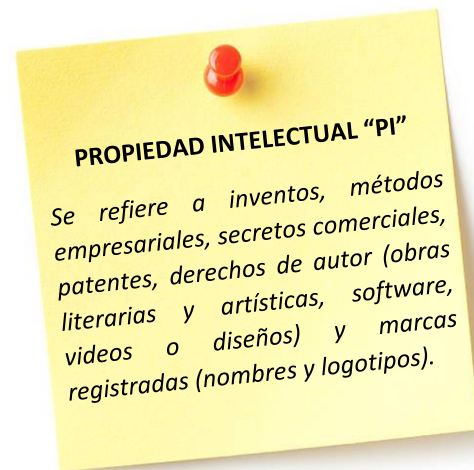 PROPIEDAD INTELECTUAL “PI”
Se refiere a inventos, métodos
empresariales, secretos comerciales,
patentes, derechos de autor (obras
literarias y artísticas, software,
videos o diseños) y marcas
registradas (nombres y logotipos).